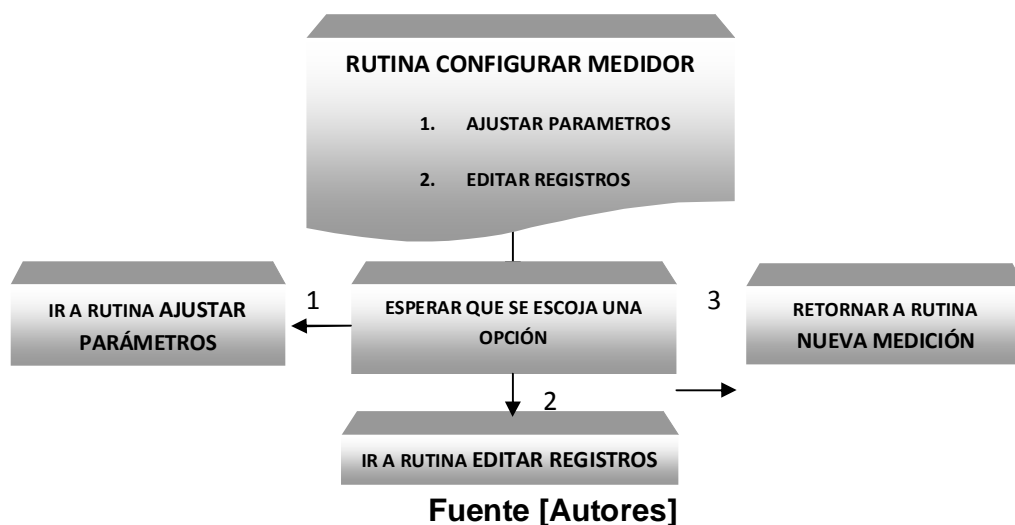 RUTINA CONFIGURAR MEDIDOR
1. AJUSTAR PARAMETROS
2. EDITAR REGISTROS
IR A RUTINA AJUSTAR
PARÁMETROS
1
ESPERAR QUE SE ESCOJA UNA
OPCIÓN
3
RETORNAR A RUTINA
NUEVA MEDICIÓN
2
IR A RUTINA EDITAR REGISTROS
Fuente [Autores]